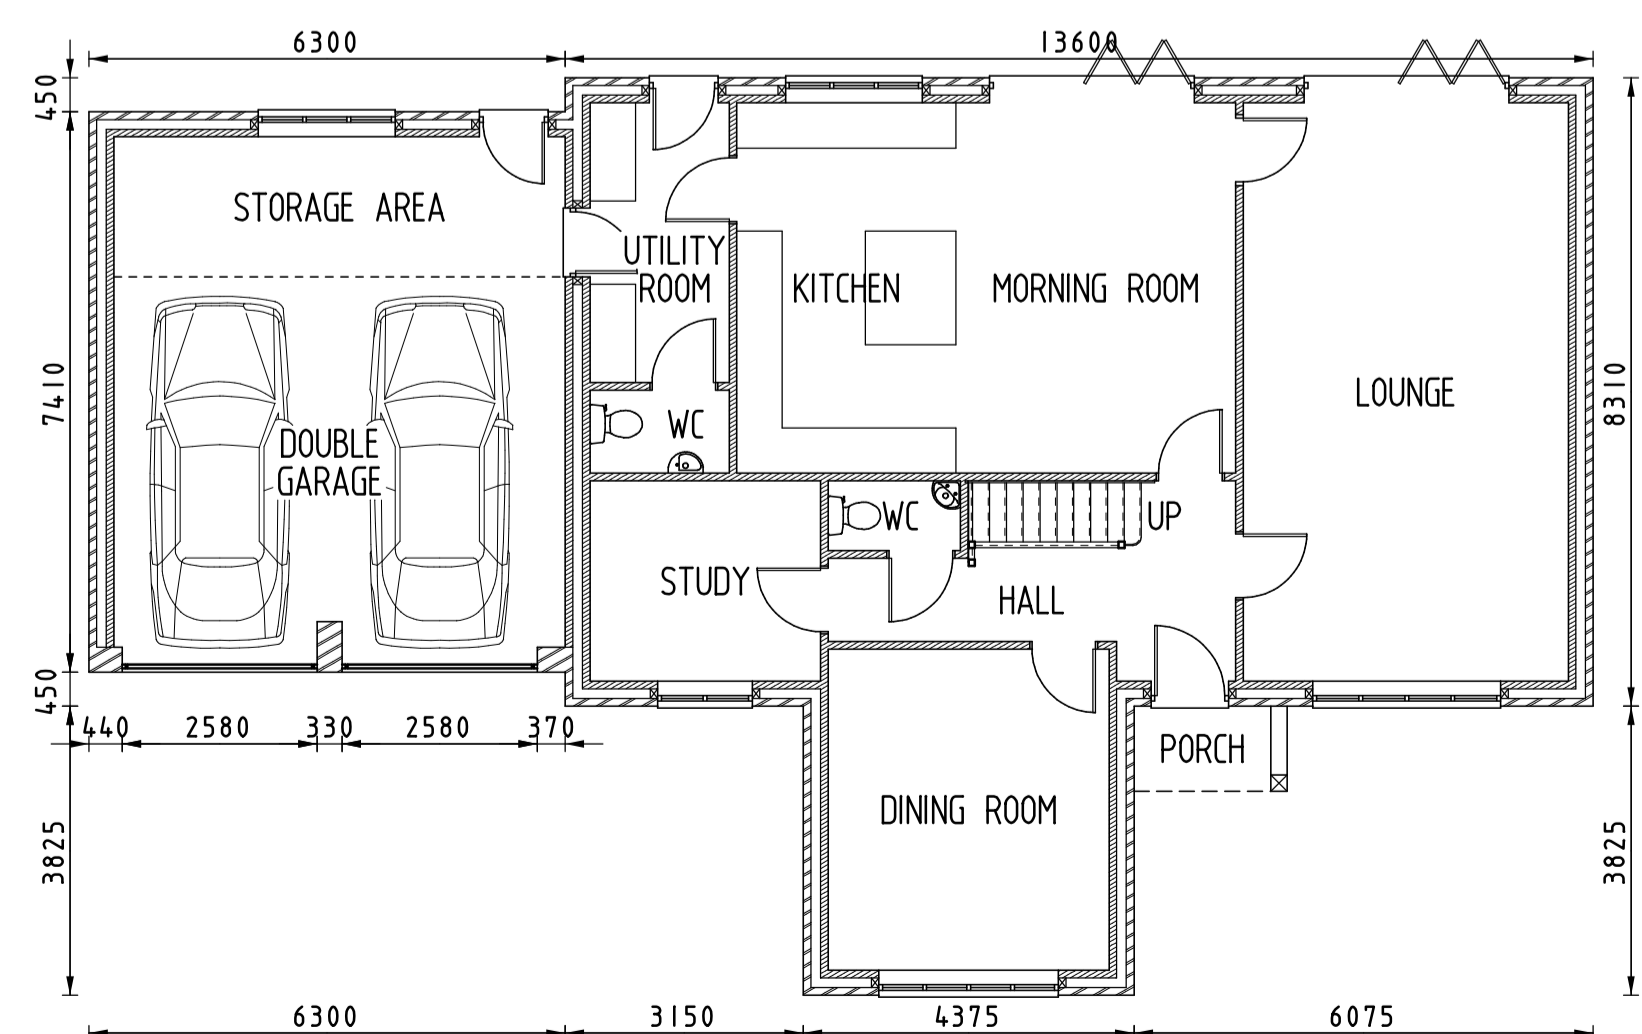 6300
13600
450
STORAGE AREA
UTILITY
ROOM
KITCHEN
MORNING ROOM
7410
LOUNGE
8310
DOUBLE
GARAGE
WC
WC
UP
STUDY
HALL
450
440
2580
330
2580
370
PORCH
DINING ROOM
3825
3825
6300
3150
4375
6075